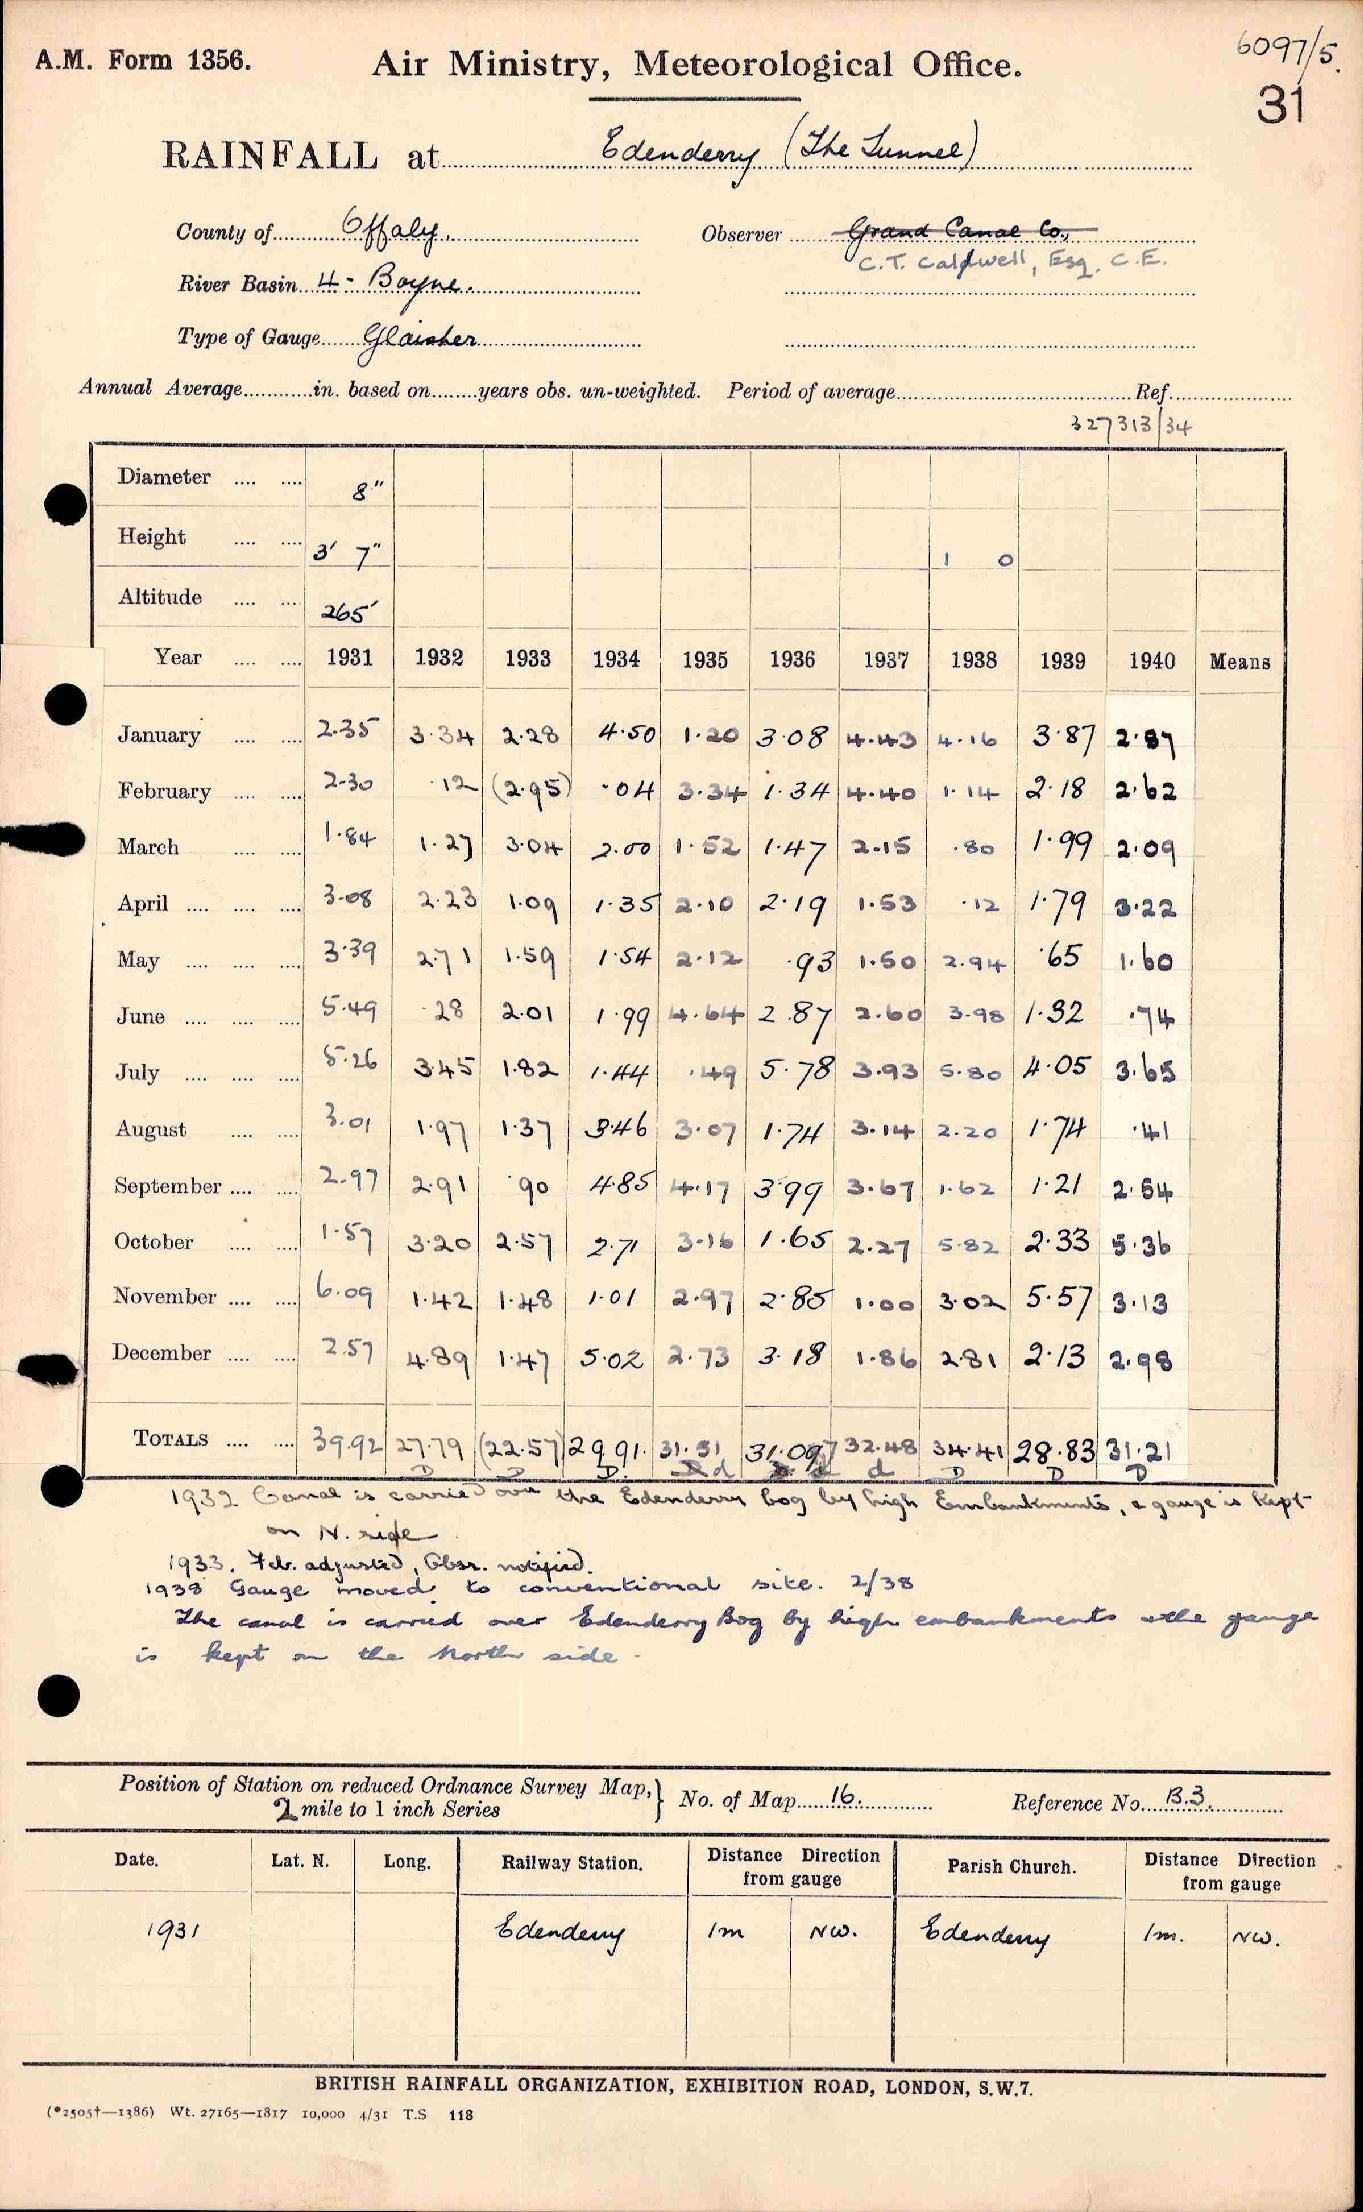 A.M. Form 1356.
Air Ministry, Meteorological Office.
6097/5.
31
RAINFALL at Edenderry (The Tunnel)
County of Offaly.
Observer Grand Canal Co.,
C.T. Caldwell, Esq. C.E.
River Basin 4 - Boyne.
Type of Gauge Glaisher
Annual Average in. based on years obs. un-weighted. Period of average Ref.
327313/34
Diameter 8"
Height 3' 7" 1 0
Altitude 265'
Year 1931 1932 1933 1934 1935 1936 1937 1938 1939 1940 Means
January 2.35 3.34 2.28 4.50 1.20 3.08 4.43 4.16 3.87 2.87
February 2.30 .12 (2.95) .04 3.34 1.34 4.40 1.14 2.18 2.62
March 1.84 1.27 3.04 2.00 1.52 1.47 2.15 .80 1.99 2.09
April 3.08 2.23 1.09 1.35 2.10 2.19 1.53 .12 1.79 3.22
May 3.39 2.71 1.59 1.54 2.12 .93 1.50 2.94 .65 1.60
June 5.49 .28 2.01 1.99 4.64 2.87 2.60 3.98 1.32 .74
July 5.26 3.45 1.82 1.44 .49 5.78 3.93 5.80 4.05 3.65
August 3.01 1.97 1.37 3.46 3.07 1.74 3.14 2.20 1.74 .41
September 2.97 2.91 .90 4.85 4.17 3.99 3.67 1.62 1.21 2.54
October 1.57 3.20 2.57 2.71 3.16 1.65 2.27 5.82 2.33 5.36
November 6.09 1.42 1.48 1.01 2.97 2.85 1.00 3.02 5.57 3.13
December 2.57 4.89 1.47 5.02 2.73 3.18 1.86 2.81 2.13 2.98
TOTALS 39.92 27.79 (22.57) 29.91 31.51 31.07 32.48 34.41 28.83 31.21
D D D. d d d D D D
1932 Canal is carried over the Edenderry bog by high Embankments, & gauge is kept
on N. side
1933. Feb. adjusted, Obsr. notified.
1938 Gauge moved to conventional site. 2/38
The canal is carried over Edenderry Bog by high embankments & the gauge
is kept on the North side.
Position of Station on reduced Ordnance Survey Map, 2 mile to 1 inch Series
No. of Map 16.
Reference No. B.3.
Date. Lat. N. Long. Railway Station. Distance Direction from gauge Parish Church. Distance Direction from gauge
1931 Edenderry 1m NW. Edenderry 1m. NW.
BRITISH RAINFALL ORGANIZATION, EXHIBITION ROAD, LONDON, S.W.7.
(*2505†—1386) Wt. 27165—1817 10,000 4/31 T.S 118